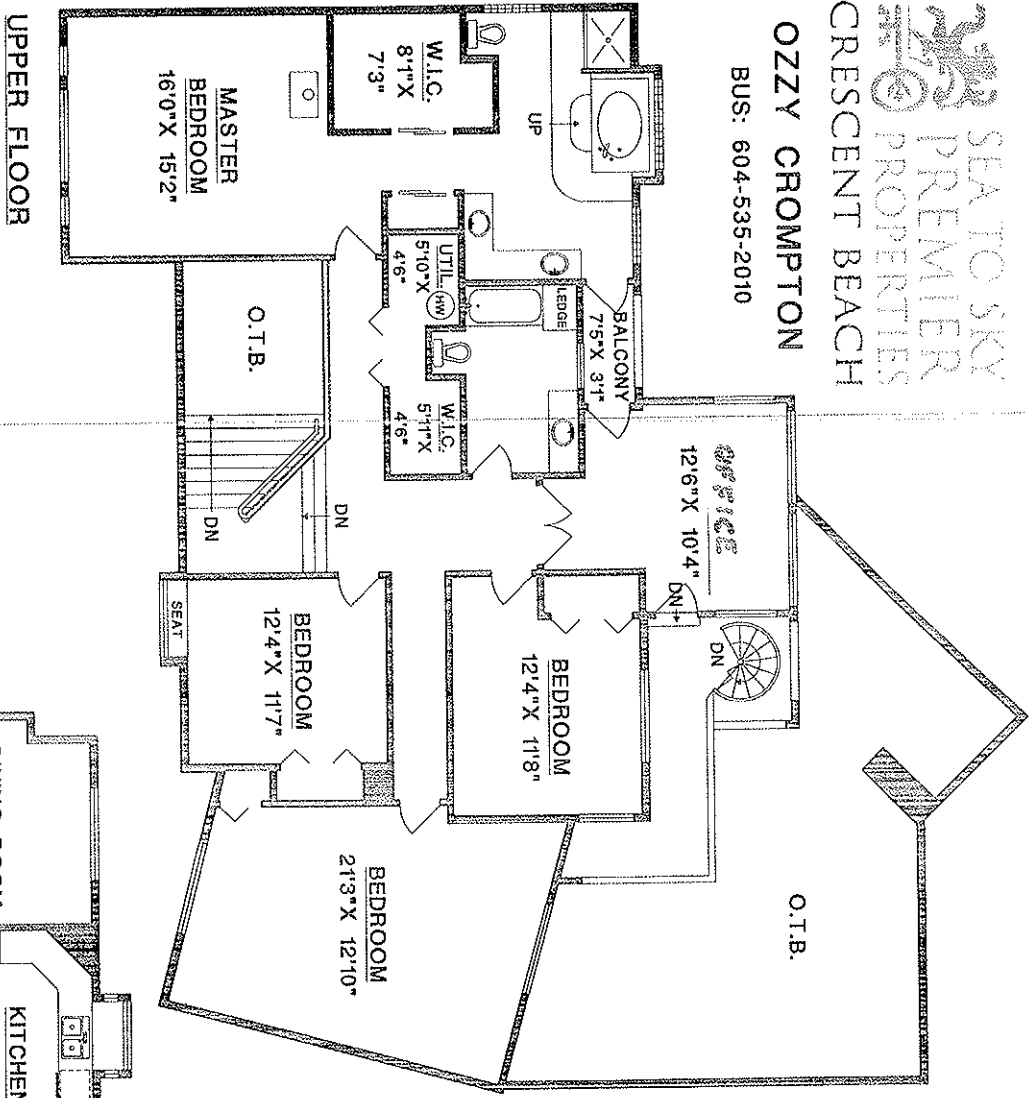 SEA TO SKY
PREMIER
PROPERTIES
CRESCENT BEACH
OZZY CROMPTON
BUS: 604-535-2010
W.I.C.
8'1"X
7'3"
UP
MASTER
BEDROOM
16'0"X 15'2"
UTIL.
5'10"X
4'6"
HW
LEDGE
BALCONY
7'5"X 3'1"
W.I.C.
5'11"X
4'6"
OFFICE
12'6"X 10'4"
O.T.B.
DN
DN
DN
DN
SEAT
BEDROOM
12'4"X 11'7"
BEDROOM
12'4"X 11'8"
BEDROOM
21'3"X 12'10"
O.T.B.
UPPER FLOOR
KITCHEN